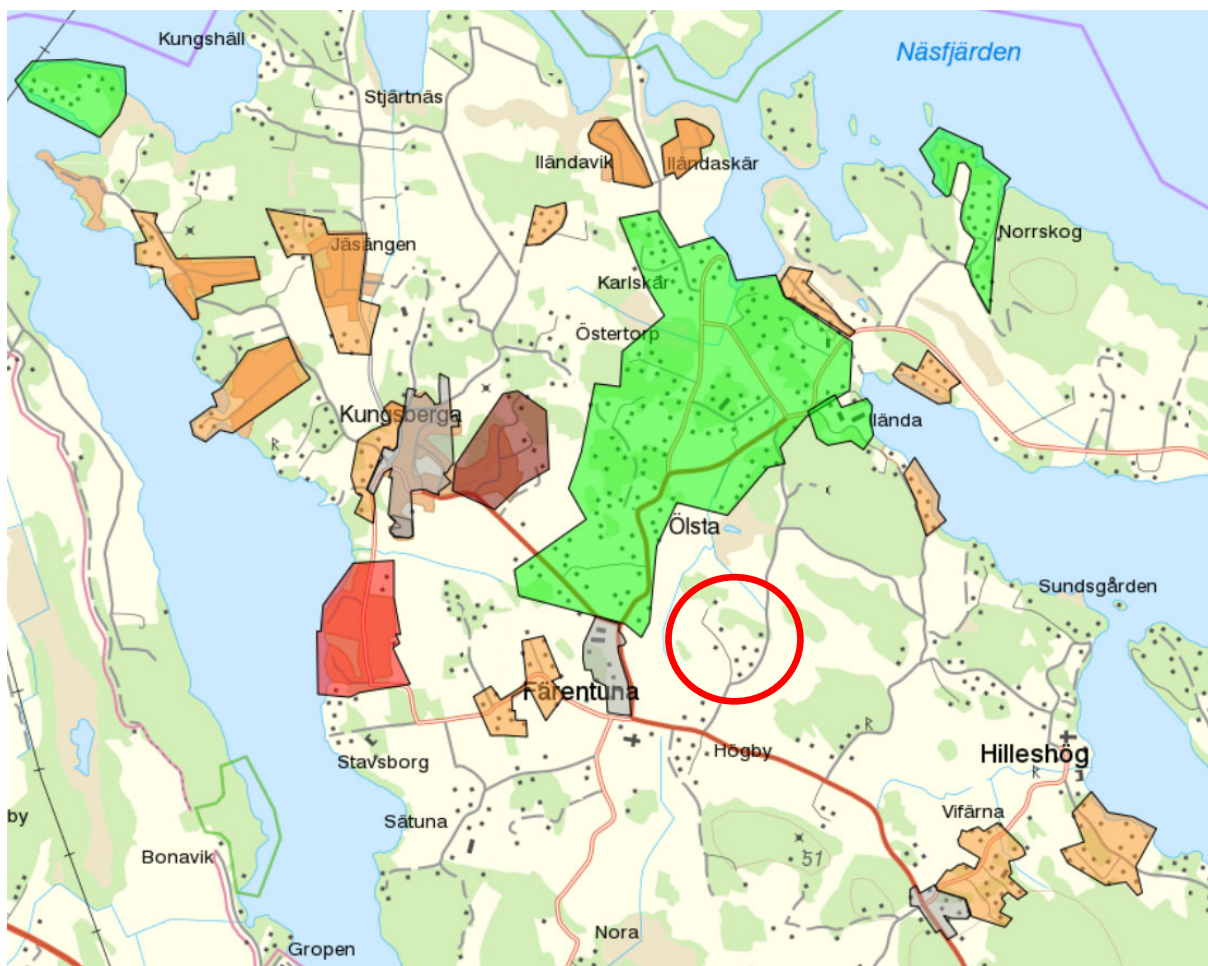 Kungshäll
Näsfjärden
Stjärtnäs
Iländavik
Iländaskär
Norrskog
Jäsängen
Karlskär
Östertorp
Kungsberga
Ilända
R
Ölsta
Sundsgården
Färentuna
R
Stavsborg
Högby
Hilleshög
R
by
Sätuna
Vifärna
Bonavik
51
Nora
Gropen